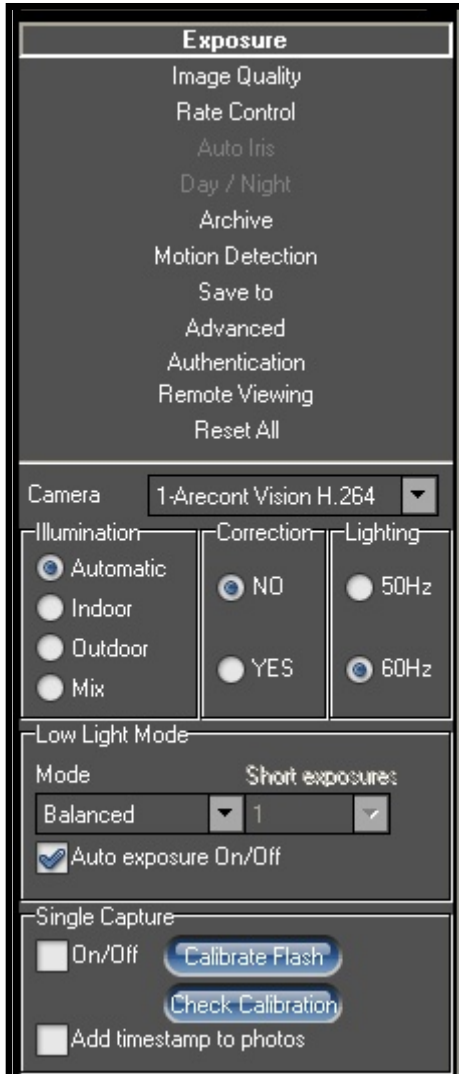 Exposure
Image Quality
Rate Control
Auto Iris
Day / Night
Archive
Motion Detection
Save to
Advanced
Authentication
Remote Viewing
Reset All
Camera 1-Arecont Vision H.264
Illumination Correction Lighting
Automatic NO 50Hz
Indoor
Outdoor YES 60Hz
Mix
Low Light Mode
Mode Short exposures
Balanced 1
Auto exposure On/Off
Single Capture
On/Off Calibrate Flash
Check Calibration
Add timestamp to photos